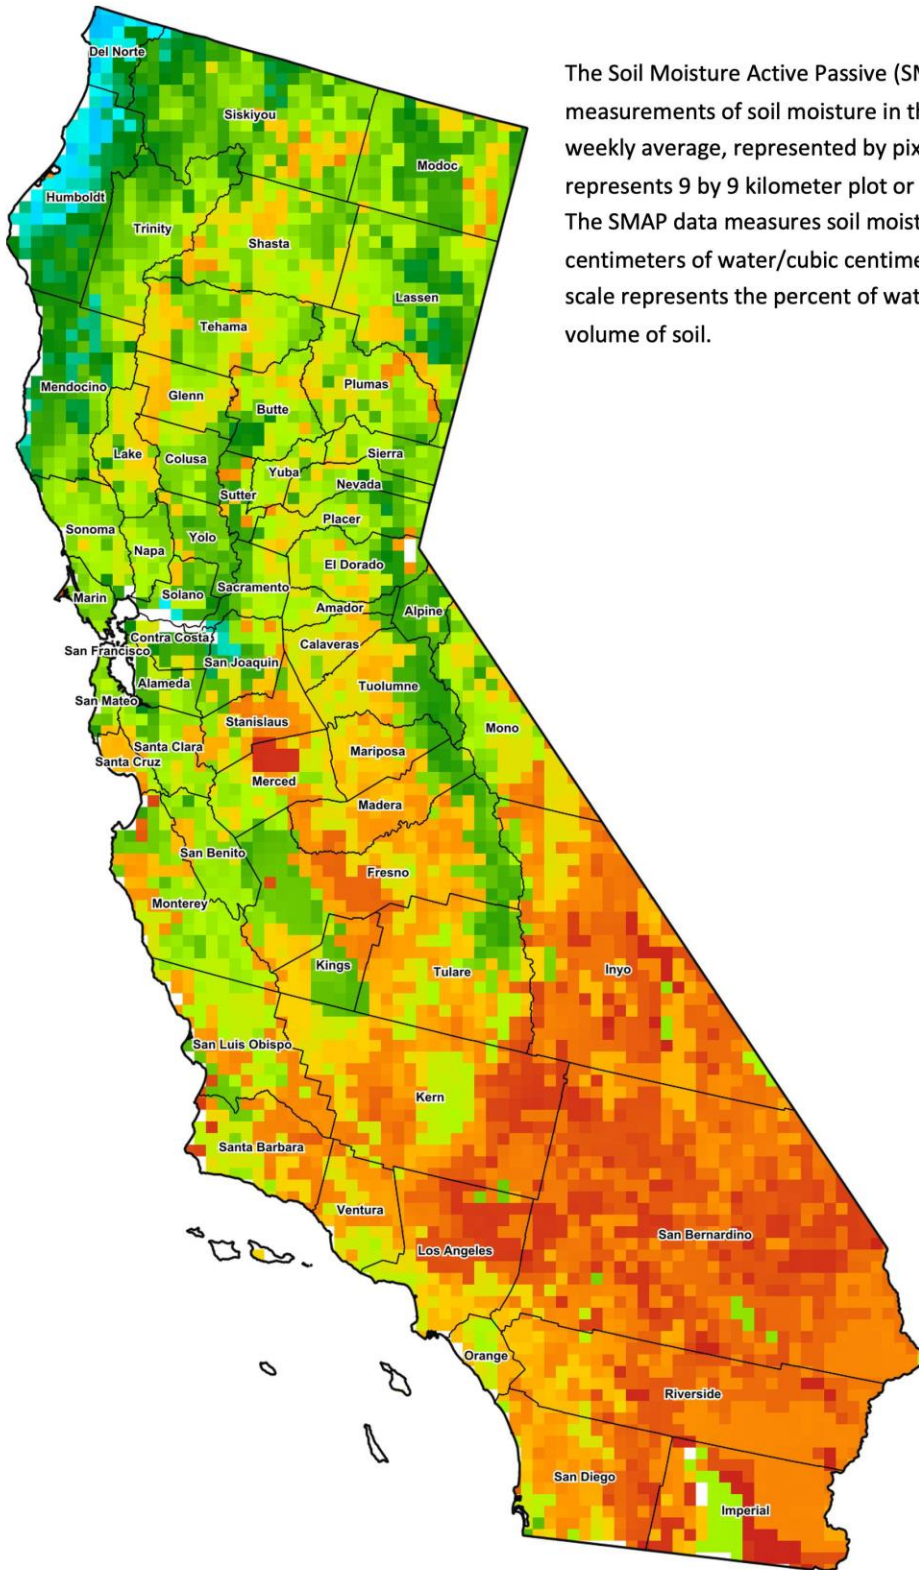 Del Norte
The Soil Moisture Active Passive (SM
measurements of soil moisture in th
Siskiyou
weekly average, represented by pix
Modoc
represents 9 by 9 kilometer plot or
Humboldt
The SMAP data measures soil moist
Trinity
Shasta
centimeters of water/cubic centime
Lassen
scale represents the percent of wat
Tehama
volume of soil.
Mendocino
Plumas
Glenn
Butte
Lake
Colusa
Sierra
Yuba
Nevada
Sutter
Placer
Sonoma
Yolo
Napa
El Dorado
Sacramento
Solano
Marin
Amador
Alpine
Contra Costa
Calaveras
San Francisco
San Joaquin
Alameda
Tuolumne
San Mateo
Stanislaus
Mono
Santa Clara
Mariposa
Santa Cruz
Merced
Madera
San Benito
Fresno
Monterey
Kings
Tulare
Inyo
San Luis Obispo
Kern
Santa Barbara
Ventura
San Bernardino
Los Angeles
Orange
Riverside
San Diego
Imperial